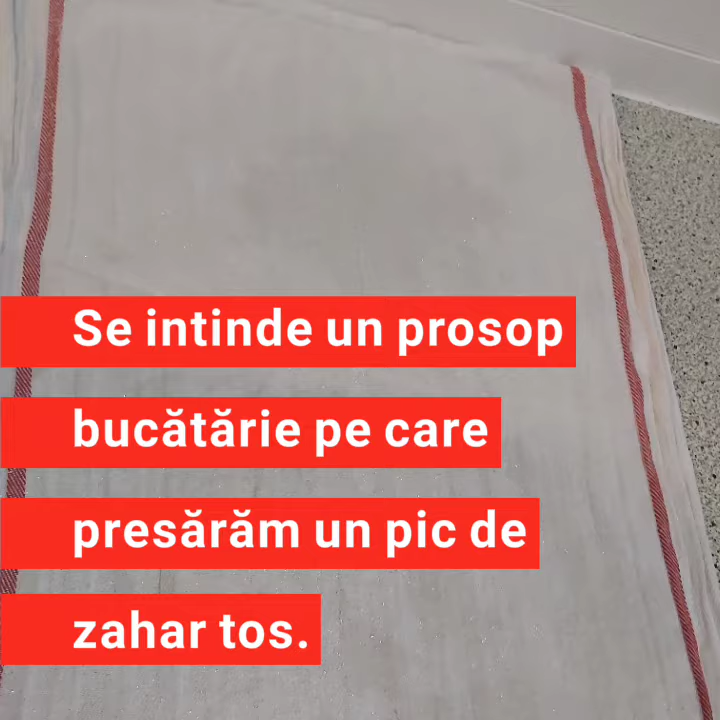 Se intinde un prosop
bucătărie pe care
presărăm un pic de
zahar tos.